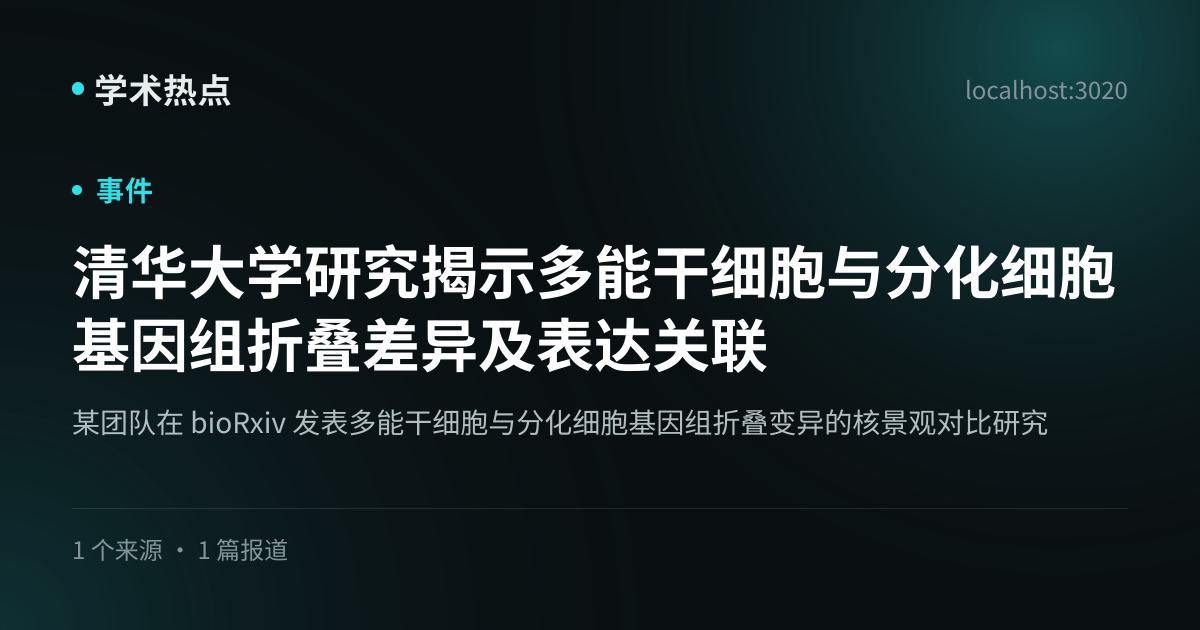 学术热点
localhost:3020
事件
清华大学研究揭示多能干细胞与分化细胞
基因组折叠差异及表达关联
某团队在 bioRxiv 发表多能干细胞与分化细胞基因组折叠变异的核景观对比研究
1 个来源 · 1 篇报道